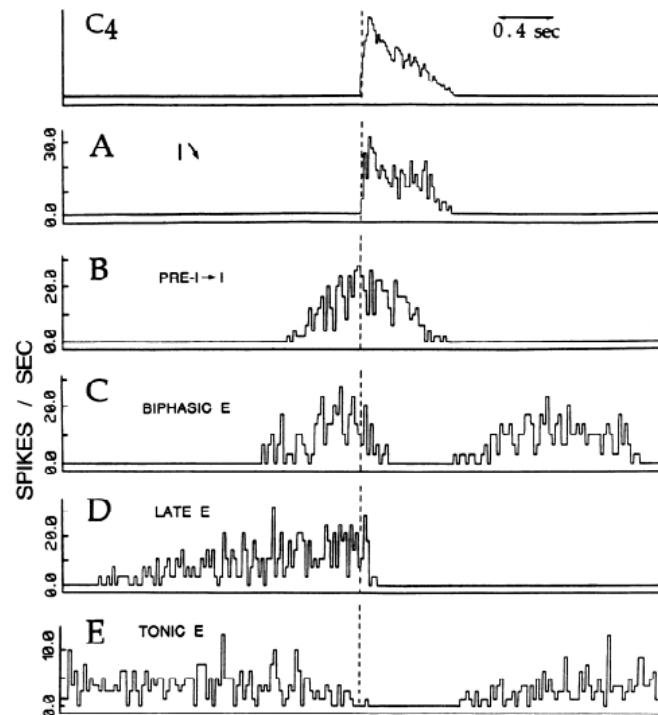 C4
0.4 sec
A
I↘
30.0
0.0
B
PRE-I→I
20.0
0.0
C
BIPHASIC E
20.0
0.0
D
LATE E
20.0
0.0
E
TONIC E
10.0
0.0
SPIKES / SEC